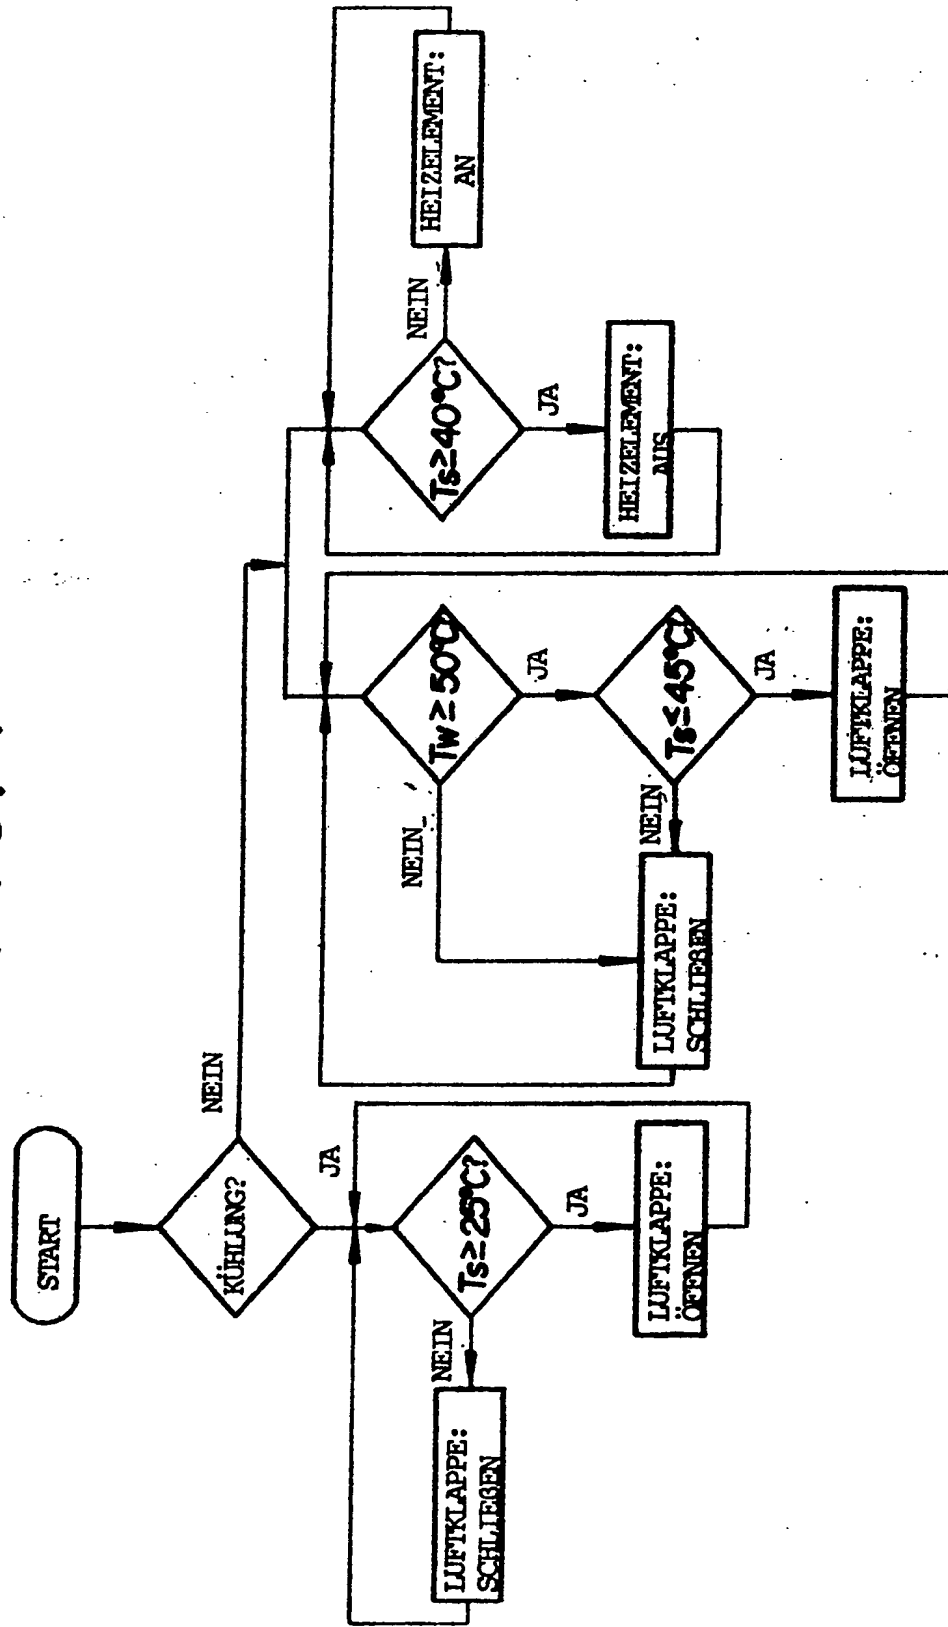 START
KÜHLUNG?
NEIN
JA
Ts≥25°C?
NEIN
JA
LUFTKLAPPE:
SCHLIEßEN
LUFTKLAPPE:
ÖFFNEN
Tw≥50°C?
NEIN
JA
Ts≤45°C?
NEIN
JA
LUFTKLAPPE:
SCHLIEßEN
LUFTKLAPPE:
ÖFFNEN
Ts≥40°C?
NEIN
JA
HEIZELEMENT:
AN
HEIZELEMENT:
AUS